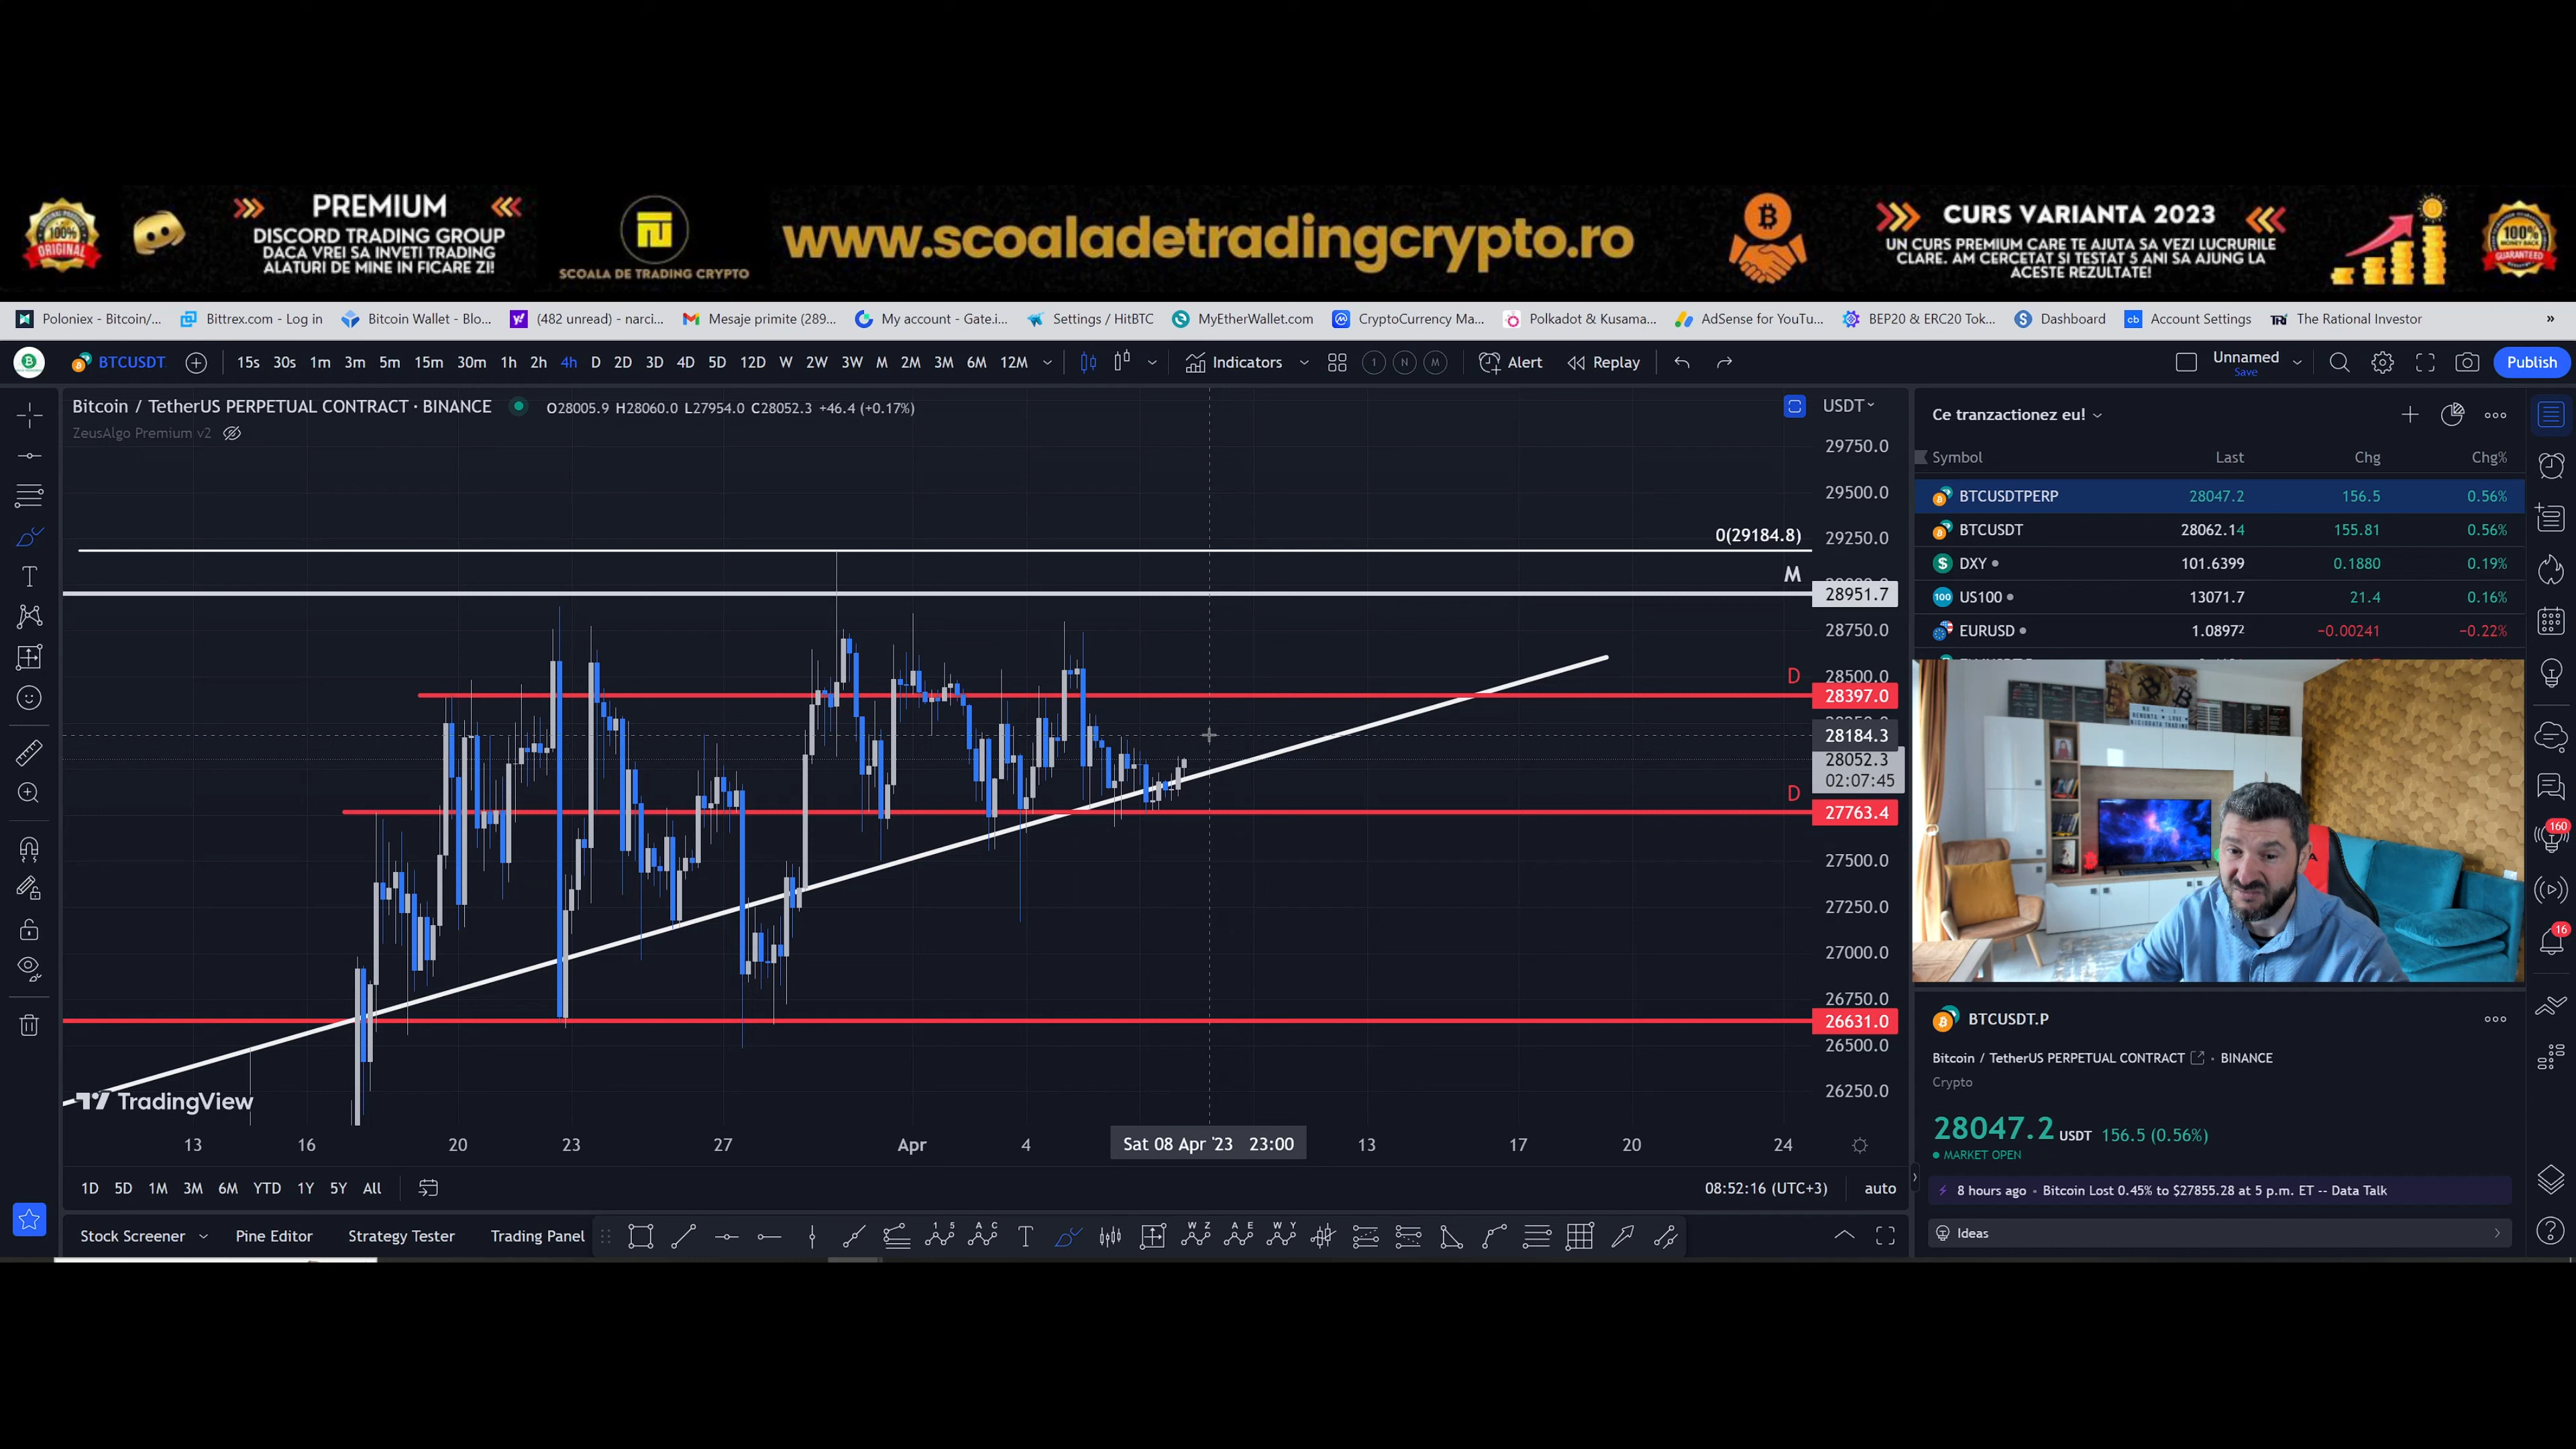 100% ORIGINAL
PREMIUM
DISCORD TRADING GROUP
DACA VREI SA INVETI TRADING
ALATURI DE MINE IN FICARE ZI!
SCOALA DE TRADING CRYPTO
www.scoaladetradingcrypto.ro
CURS VARIANTA 2023
UN CURS PREMIUM CARE TE AJUTA SA VEZI LUCRURILE
CLARE. AM CERCETAT SI TESTAT 5 ANI SA AJUNG LA
ACESTE REZULTATE!
100% MONEY BACK GUARANTEED
Poloniex - Bitcoin/... Bittrex.com - Log in Bitcoin Wallet - Blo... (482 unread) - narci... Mesaje primite (289... My account - Gate.i... Settings / HitBTC MyEtherWallet.com CryptoCurrency Ma... Polkadot & Kusama... AdSense for YouTu... BEP20 & ERC20 Tok... Dashboard Account Settings The Rational Investor »
BTCUSDT 15s 30s 1m 3m 5m 15m 30m 1h 2h 4h D 2D 3D 4D 5D 12D W 2W 3W M 2M 3M 6M 12M Indicators 1 N M Alert Replay Unnamed Save Publish
Bitcoin / TetherUS PERPETUAL CONTRACT · BINANCE O28005.9 H28060.0 L27954.0 C28052.3 +46.4 (+0.17%) USDT
ZeusAlgo Premium v2
29750.0
29500.0
0(29184.8) 29250.0
M
28951.7
28750.0
D 28500.0
28397.0
28184.3
28052.3
02:07:45
D
27763.4
27500.0
27250.0
27000.0
26750.0
26631.0
26500.0
26250.0
TradingView
13 16 20 23 27 Apr 4 Sat 08 Apr '23 23:00 13 17 20 24
1D 5D 1M 3M 6M YTD 1Y 5Y All 08:52:16 (UTC+3) auto
Stock Screener Pine Editor Strategy Tester Trading Panel
Ce tranzactionez eu!
Symbol Last Chg Chg%
BTCUSDTPERP 28047.2 156.5 0.56%
BTCUSDT 28062.14 155.81 0.56%
DXY 101.6399 0.1880 0.19%
US100 13071.7 21.4 0.16%
EURUSD 1.08972 −0.00241 −0.22%
160
16
BTCUSDT.P
Bitcoin / TetherUS PERPETUAL CONTRACT · BINANCE
Crypto
28047.2 USDT 156.5 (0.56%)
MARKET OPEN
8 hours ago · Bitcoin Lost 0.45% to $27855.28 at 5 p.m. ET -- Data Talk
Ideas